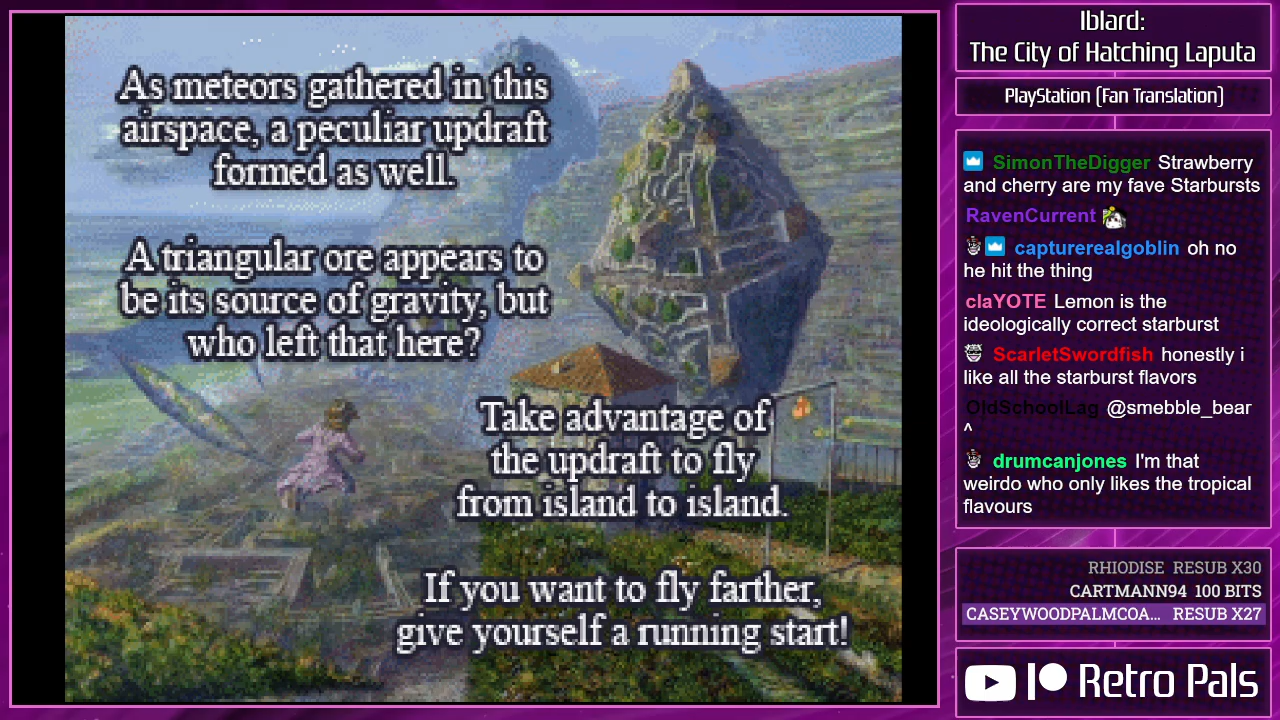 As meteors gathered in this
airspace, a peculiar updraft
formed as well.
A triangular ore appears to
be its source of gravity, but
who left that here?
Take advantage of
the updraft to fly
from island to island.
If you want to fly farther,
give yourself a running start!
Iblard:
The City of Hatching Laputa
PlayStation (Fan Translation)
SimonTheDigger Strawberry
and cherry are my fave Starbursts
RavenCurrent
capturerealgoblin oh no
he hit the thing
claYOTE Lemon is the
ideologically correct starburst
ScarletSwordfish honestly i
like all the starburst flavors
OldSchoolLag @smebble_bear
^
drumcanjones I'm that
weirdo who only likes the tropical
flavours
RHIODISE RESUB X30
CARTMANN94 100 BITS
CASEYWOODPALMCOA... RESUB X27
Retro Pals